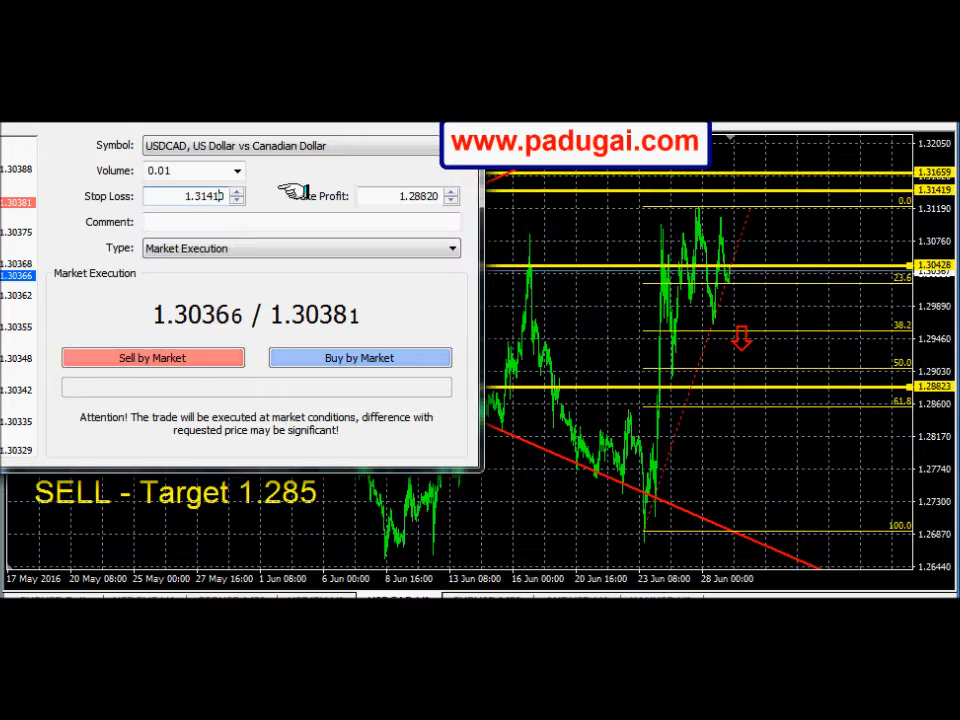 www.padugai.com
Symbol: USDCAD, US Dollar vs Canadian Dollar
Volume: 0.01
Stop Loss: 1.3141 Profit: 1.28820
Comment:
Type: Market Execution
Market Execution
1.30366 / 1.30381
Sell by Market Buy by Market
Attention! The trade will be executed at market conditions, difference with
requested price may be significant!
SELL - Target 1.285
1.30388
1.30381
1.30375
1.30368
1.30366
1.30362
1.30355
1.30348
1.30342
1.30335
1.30329
0.0
23.6
38.2
50.0
61.8
100.0
1.32050
1.31659
1.31419
1.31190
1.30760
1.30428
1.29890
1.29460
1.29030
1.28823
1.28600
1.28170
1.27740
1.27300
1.26870
1.26440
17 May 2016 20 May 08:00 25 May 00:00 27 May 16:00 1 Jun 08:00 6 Jun 00:00 8 Jun 16:00 13 Jun 08:00 16 Jun 00:00 20 Jun 16:00 23 Jun 08:00 28 Jun 00:00